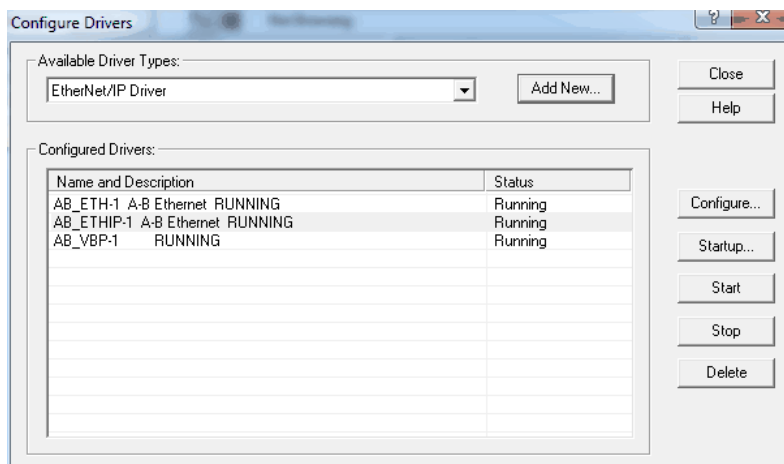 Configure Drivers
?
X
Available Driver Types:
EtherNet/IP Driver
Add New...
Close
Help
Configured Drivers:
Name and Description Status
AB_ETH-1 A-B Ethernet RUNNING Running
AB_ETHIP-1 A-B Ethernet RUNNING Running
AB_VBP-1 RUNNING Running
Configure...
Startup...
Start
Stop
Delete